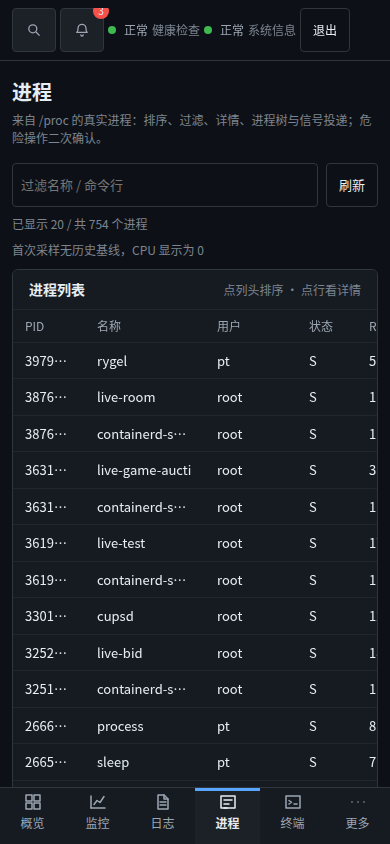 3
正常 健康检查 正常 系统信息 退出
进程
来自 /proc 的真实进程：排序、过滤、详情、进程树与信号投递；危
险操作二次确认。
过滤名称 / 命令行 刷新
已显示 20 / 共 754 个进程
首次采样无历史基线，CPU 显示为 0
进程列表 点列头排序 · 点行看详情
PID 名称 用户 状态 R
3979… rygel pt S 5
3876… live-room root S 1
3876… containerd-s… root S 1
3631… live-game-aucti root S 3
3631… containerd-s… root S 1
3619… live-test root S 1
3619… containerd-s… root S 1
3301… cupsd root S 1
3252… live-bid root S 1
3251… containerd-s… root S 1
2666… process pt S 8
2665… sleep pt S 7
概览 监控 日志 进程 终端 更多